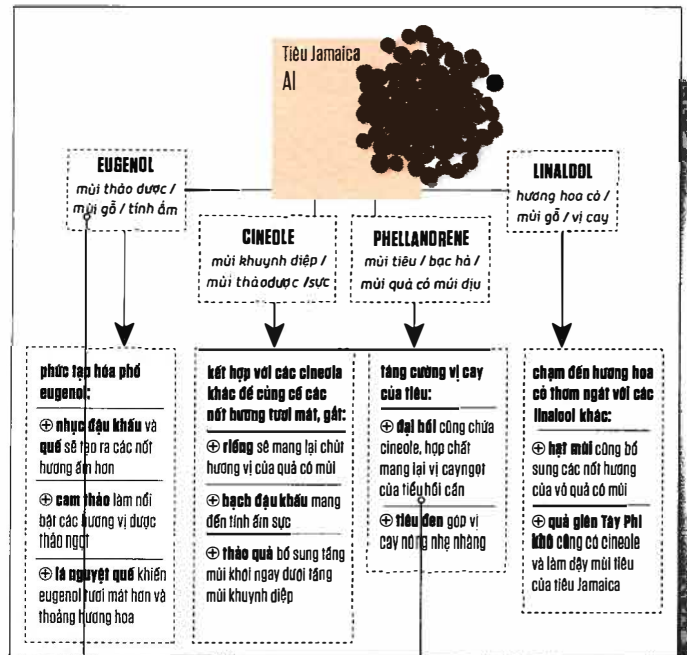 Tiêu Jamaica
AI
EUGENOL
mùi thảo dược /
mùi gỗ / tính ấm
CINEOLE
mùi khuynh diệp /
mùi thảodược /sực
PHELLANDRENE
mùi tiêu / bạc hà /
mùi quả có múi dịu
LINALOOL
hương hoa cỏ /
mùi gỗ / vị cay
phức tạp hóa phổ
eugenol:
⊕ nhục đậu khấu và
quế sẽ tạo ra các nốt
hương ấm hơn
⊕ cam thảo làm nổi
bật các hương vị dược
thảo ngọt
⊕ lá nguyệt quế khiến
eugenol tươi mát hơn và
thoảng hương hoa
kết hợp với các cineola
khác để củng cố các
nốt hương tươi mát, gắt:
⊕ riềng sẽ mang lại chút
hương vị của quả có múi
⊕ bạch đậu khấu mang
đến tính ấm sực
⊕ thảo quả bổ sung tầng
mùi khói ngay dưới tầng
mùi khuynh diệp
tăng cường vị cay
của tiêu:
⊕ đại hồi cũng chứa
cineole, hợp chất
mang lại vị cayngọt
của tiểu hồi cần
⊕ tiêu đen góp vị
cay nóng nhẹ nhàng
chạm đến hương hoa
cỏ thơm ngát với các
linalool khác:
⊕ hạt mùi cũng bổ
sung các nốt hương
của vỏ quả có múi
⊕ quả giền Tây Phi
khô cũng có cineole
và làm dậy mùi tiêu
của tiêu Jamaica